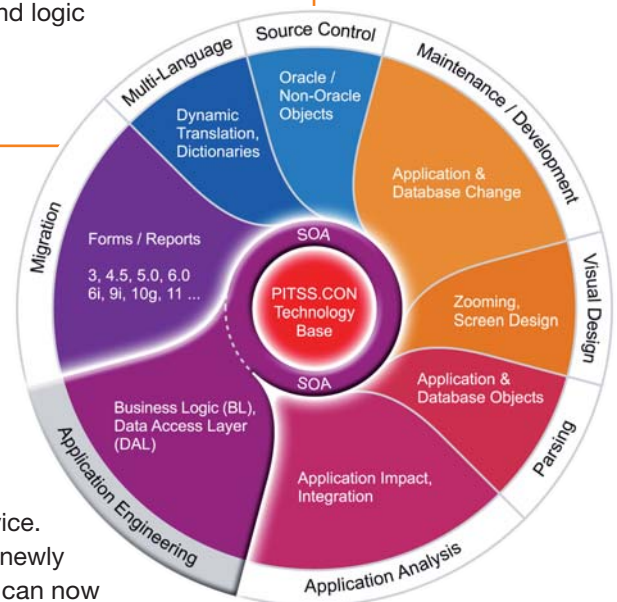 nd logic
Source Control
Multi-Language
Maintenance / Development
Oracle /
Non-Oracle
Objects
Dynamic
Translation,
Dictionaries
Application &
Database Change
Migration
Forms / Reports
3, 4.5, 5.0, 6.0
6i, 9i, 10g, 11 ...
SOA
PITSS.CON
Technology
Base
SOA
Zooming,
Screen Design
Visual Design
Application &
Database Objects
Parsing
Business Logic (BL),
Data Access Layer
(DAL)
Application Engineering
Application Impact,
Integration
Application Analysis
vice.
newly
can now